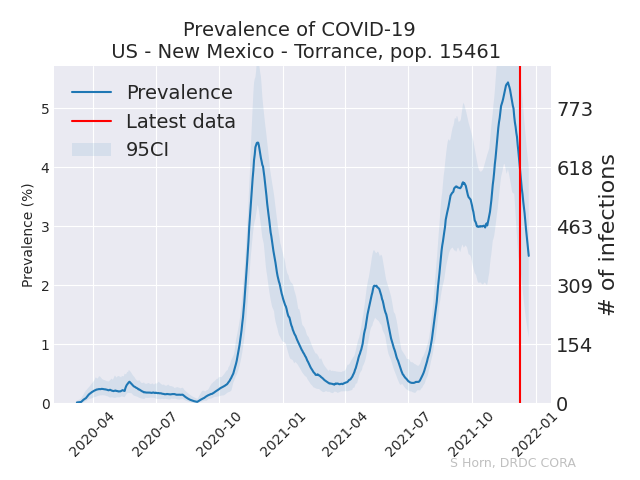 Prevalence of COVID-19
US - New Mexico - Torrance, pop. 15461
Prevalence
Latest data
95CI
Prevalence (%)
5
4
3
2
1
0
773
618
463
309
154
0
# of infections
2020-04
2020-07
2020-10
2021-01
2021-04
2021-07
2021-10
2022-01
S Horn, DRDC CORA